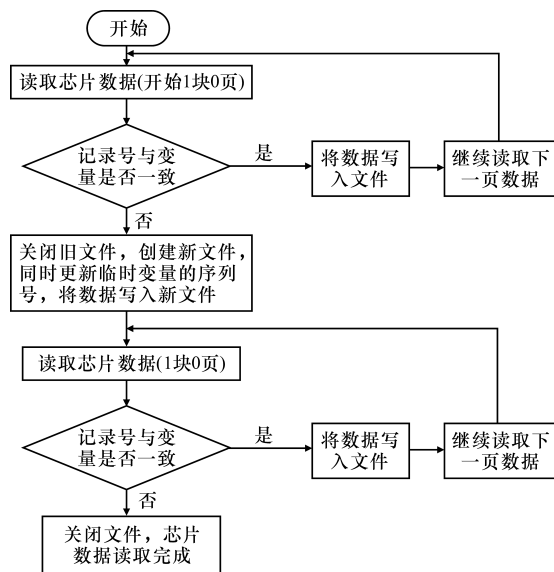 开始
读取芯片数据(开始1块0页)
记录号与变
量是否一致
是
将数据写
入文件
继续读取下
一页数据
否
关闭旧文件，创建新文件，
同时更新临时变量的序列
号，将数据写入新文件
读取芯片数据(1块0页)
记录号与变
量是否一致
是
将数据写
入文件
继续读取下
一页数据
否
关闭文件，芯片
数据读取完成